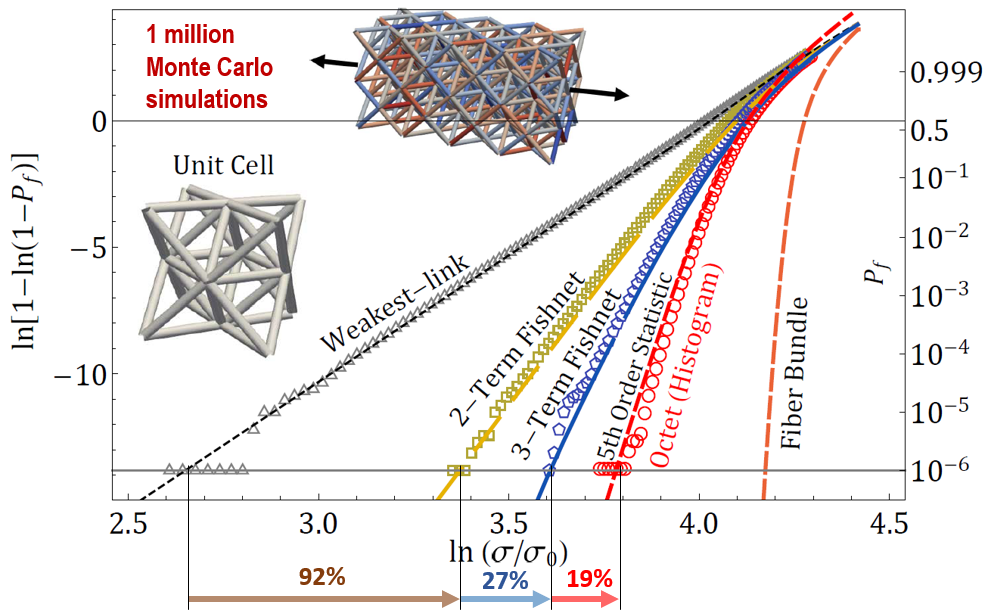 1 million
Monte Carlo
simulations
Unit Cell
ln[1−ln(1−P_f)]
0
−5
−10
0.999
0.5
10⁻¹
10⁻²
10⁻³
10⁻⁴
10⁻⁵
10⁻⁶
P_f
Weakest−link
2−Term Fishnet
3−Term Fishnet
5th Order Statistic
Octet (Histogram)
Fiber Bundle
2.5
3.0
3.5
4.0
4.5
ln (σ/σ₀)
92%
27%
19%